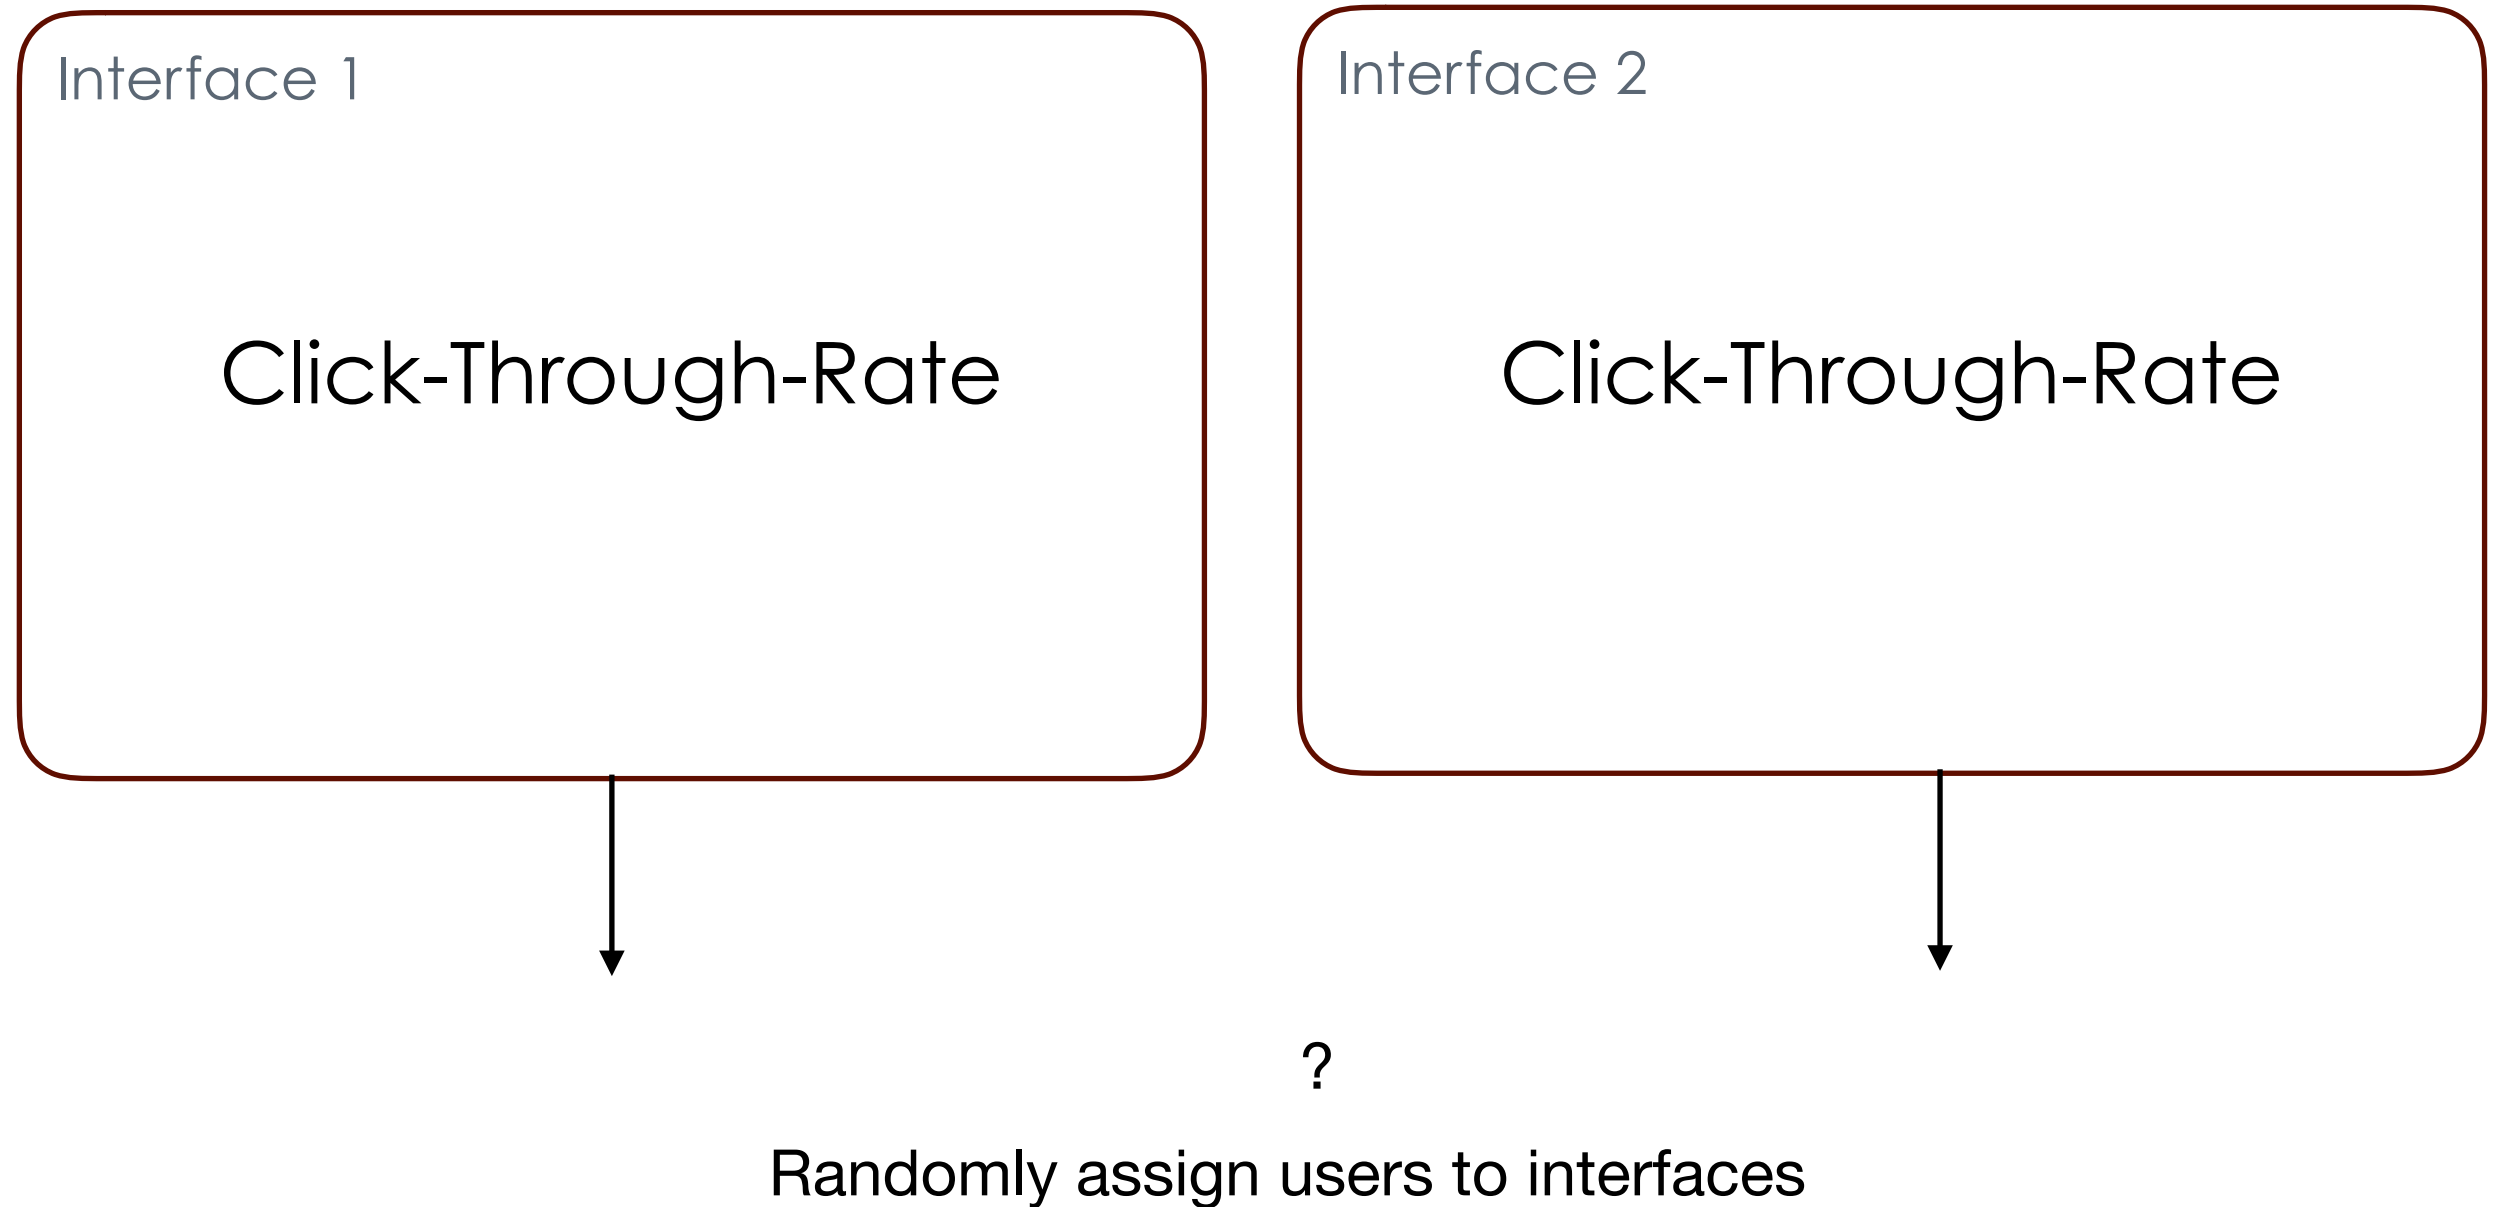 Interface 1
Interface 2
Click-Through-Rate
Click-Through-Rate
?
Randomly assign users to interfaces